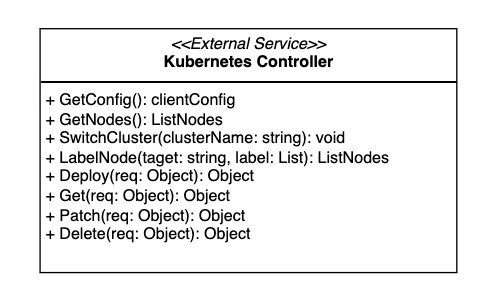 <<External Service>>
Kubernetes Controller
+ GetConfig(): clientConfig
+ GetNodes(): ListNodes
+ SwitchCluster(clusterName: string): void
+ LabelNode(taget: string, label: List): ListNodes
+ Deploy(req: Object): Object
+ Get(req: Object): Object
+ Patch(req: Object): Object
+ Delete(req: Object): Object